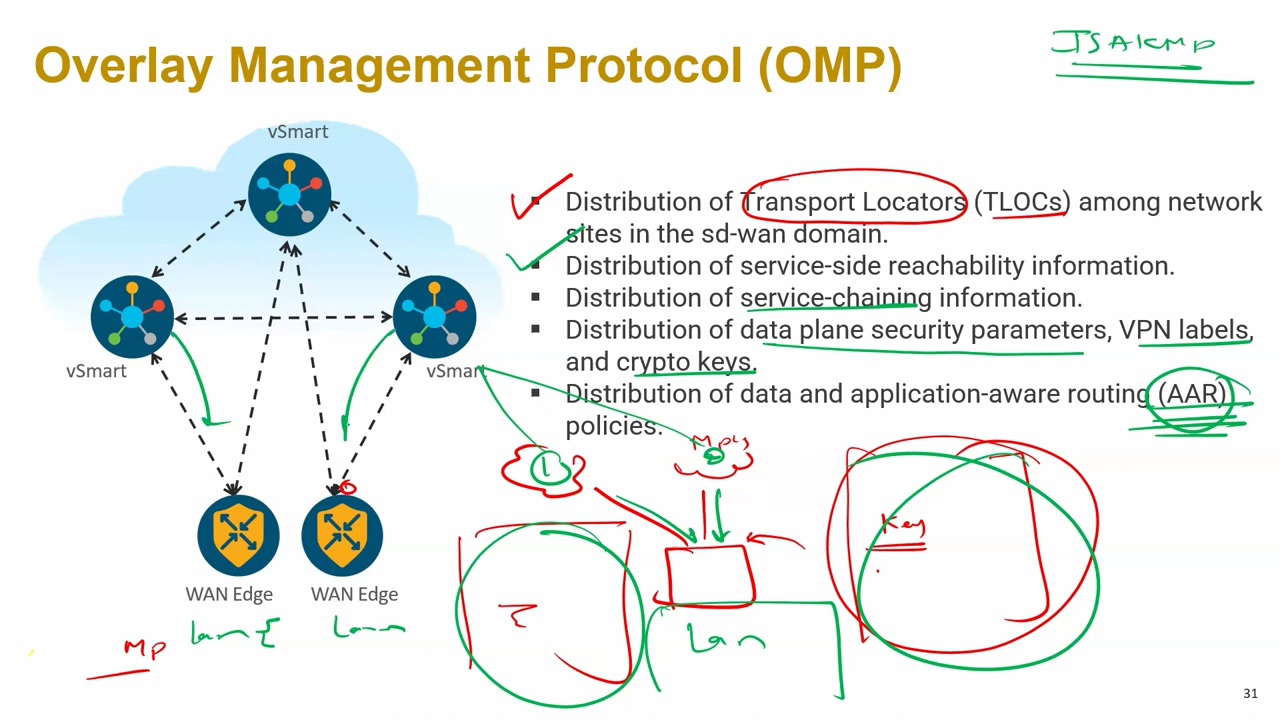 ISAKMP
Overlay Management Protocol (OMP)
vSmart
vSmart
vSmart
▪ Distribution of Transport Locators (TLOCs) among network
sites in the sd-wan domain.
▪ Distribution of service-side reachability information.
▪ Distribution of service-chaining information.
▪ Distribution of data plane security parameters, VPN labels,
and crypto keys.
▪ Distribution of data and application-aware routing (AAR)
policies.
Mpls
Key
WAN Edge
WAN Edge
Lan
Lan
Lan
MP
31